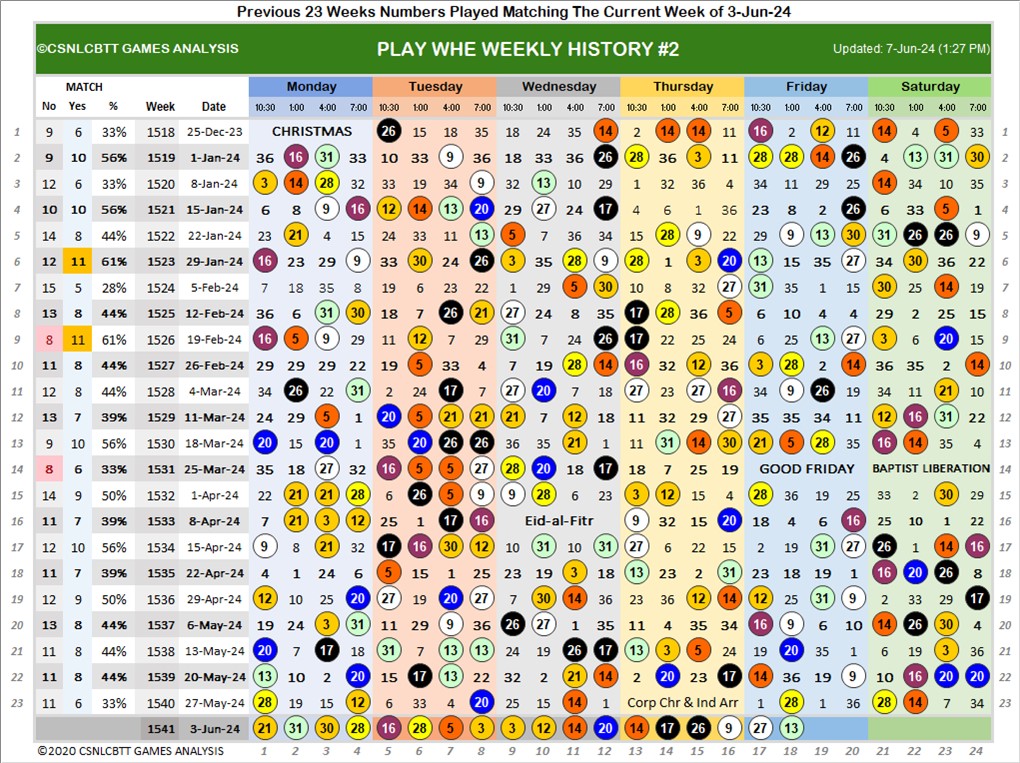 Previous 23 Weeks Numbers Played Matching The Current Week of 3-Jun-24
©CSNLCBTT GAMES ANALYSIS PLAY WHE WEEKLY HISTORY #2 Updated: 7-Jun-24 (1:27 PM)
MATCH Monday Tuesday Wednesday Thursday Friday Saturday
No Yes % Week Date 10:30 1:00 4:00 7:00 10:30 1:00 4:00 7:00 10:30 1:00 4:00 7:00 10:30 1:00 4:00 7:00 10:30 1:00 4:00 7:00 10:30 1:00 4:00 7:00
1 9 6 33% 1518 25-Dec-23 CHRISTMAS 26 15 18 35 18 24 35 14 2 14 14 11 16 2 12 11 14 4 5 33 1
2 9 10 56% 1519 1-Jan-24 36 16 31 33 10 33 9 36 18 33 36 26 28 36 3 11 28 28 14 26 4 13 31 30 2
3 12 6 33% 1520 8-Jan-24 3 14 28 32 33 19 34 9 32 13 10 29 1 32 36 4 34 11 29 25 14 34 10 35 3
4 10 10 56% 1521 15-Jan-24 6 8 9 16 12 14 13 20 29 27 24 17 4 6 1 36 23 8 2 26 6 33 5 1 4
5 14 8 44% 1522 22-Jan-24 23 21 4 15 24 33 11 13 5 7 36 34 15 28 9 22 29 9 13 30 31 26 26 9 5
6 12 11 61% 1523 29-Jan-24 16 23 29 9 33 30 24 26 3 35 28 9 28 1 3 20 13 15 35 27 34 30 36 22 6
7 15 5 28% 1524 5-Feb-24 7 18 35 8 19 6 23 22 1 29 5 30 10 8 32 27 31 35 1 15 30 25 14 19 7
8 13 8 44% 1525 12-Feb-24 36 6 31 30 18 7 26 21 27 24 8 35 17 28 36 5 6 10 4 4 29 2 25 15 8
9 8 11 61% 1526 19-Feb-24 16 5 9 29 11 12 7 29 31 7 24 26 17 22 25 24 6 25 13 27 3 6 20 15 9
10 11 8 44% 1527 26-Feb-24 29 29 29 22 19 5 33 4 7 19 28 14 16 32 12 36 3 28 2 14 36 35 2 14 10
11 12 8 44% 1528 4-Mar-24 34 26 22 31 2 24 17 7 27 20 7 18 27 23 27 16 34 9 26 19 34 11 21 10 11
12 13 7 39% 1529 11-Mar-24 24 29 5 1 20 5 21 21 21 7 12 18 11 32 29 27 35 35 34 11 12 16 31 22 12
13 9 10 56% 1530 18-Mar-24 20 15 20 1 35 20 26 26 36 35 21 1 11 31 14 30 21 5 28 35 16 14 35 4 13
14 8 6 33% 1531 25-Mar-24 35 18 27 32 16 5 5 27 28 20 18 17 18 7 25 19 GOOD FRIDAY BAPTIST LIBERATION 14
15 14 9 50% 1532 1-Apr-24 22 21 21 28 6 26 5 9 9 28 6 23 3 12 15 4 28 36 19 25 33 2 30 29 15
16 11 7 39% 1533 8-Apr-24 7 21 3 12 25 1 17 16 Eid-al-Fitr 9 32 15 20 18 4 6 16 25 10 1 22 16
17 12 10 56% 1534 15-Apr-24 9 8 21 32 17 16 30 12 10 31 10 31 27 6 22 15 2 19 31 27 26 1 14 16 17
18 11 7 39% 1535 22-Apr-24 4 1 24 6 5 15 1 25 23 19 3 18 13 23 2 31 23 18 19 1 16 20 26 8 18
19 12 9 50% 1536 29-Apr-24 12 10 25 20 27 19 20 27 7 30 14 36 23 36 12 14 12 25 31 9 2 33 29 17 19
20 13 8 44% 1537 6-May-24 19 24 3 31 11 29 9 36 26 27 1 35 11 4 35 34 16 9 6 10 14 26 30 4 20
21 11 8 44% 1538 13-May-24 20 7 17 18 31 7 13 13 24 19 26 17 13 3 5 24 18 20 35 1 6 19 3 36 21
22 11 8 44% 1539 20-May-24 13 10 2 20 15 17 13 22 32 2 21 14 2 20 23 17 14 36 19 9 10 16 20 20 22
23 11 6 33% 1540 27-May-24 28 19 15 12 6 33 4 20 25 15 14 15 Corp Chr & Ind Arr 1 28 1 36 28 14 7 34 23
1541 3-Jun-24 21 31 30 28 16 28 5 3 3 12 14 20 14 17 26 9 27 13
©2020 CSNLCBTT GAMES ANALYSIS 1 2 3 4 5 6 7 8 9 10 11 12 13 14 15 16 17 18 19 20 21 22 23 24